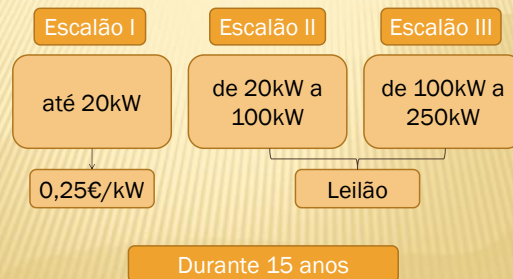 Escalão I
Escalão II
Escalão III
até 20kW
de 20kW a
100kW
de 100kW a
250kW
0,25€/kW
Leilão
Durante 15 anos